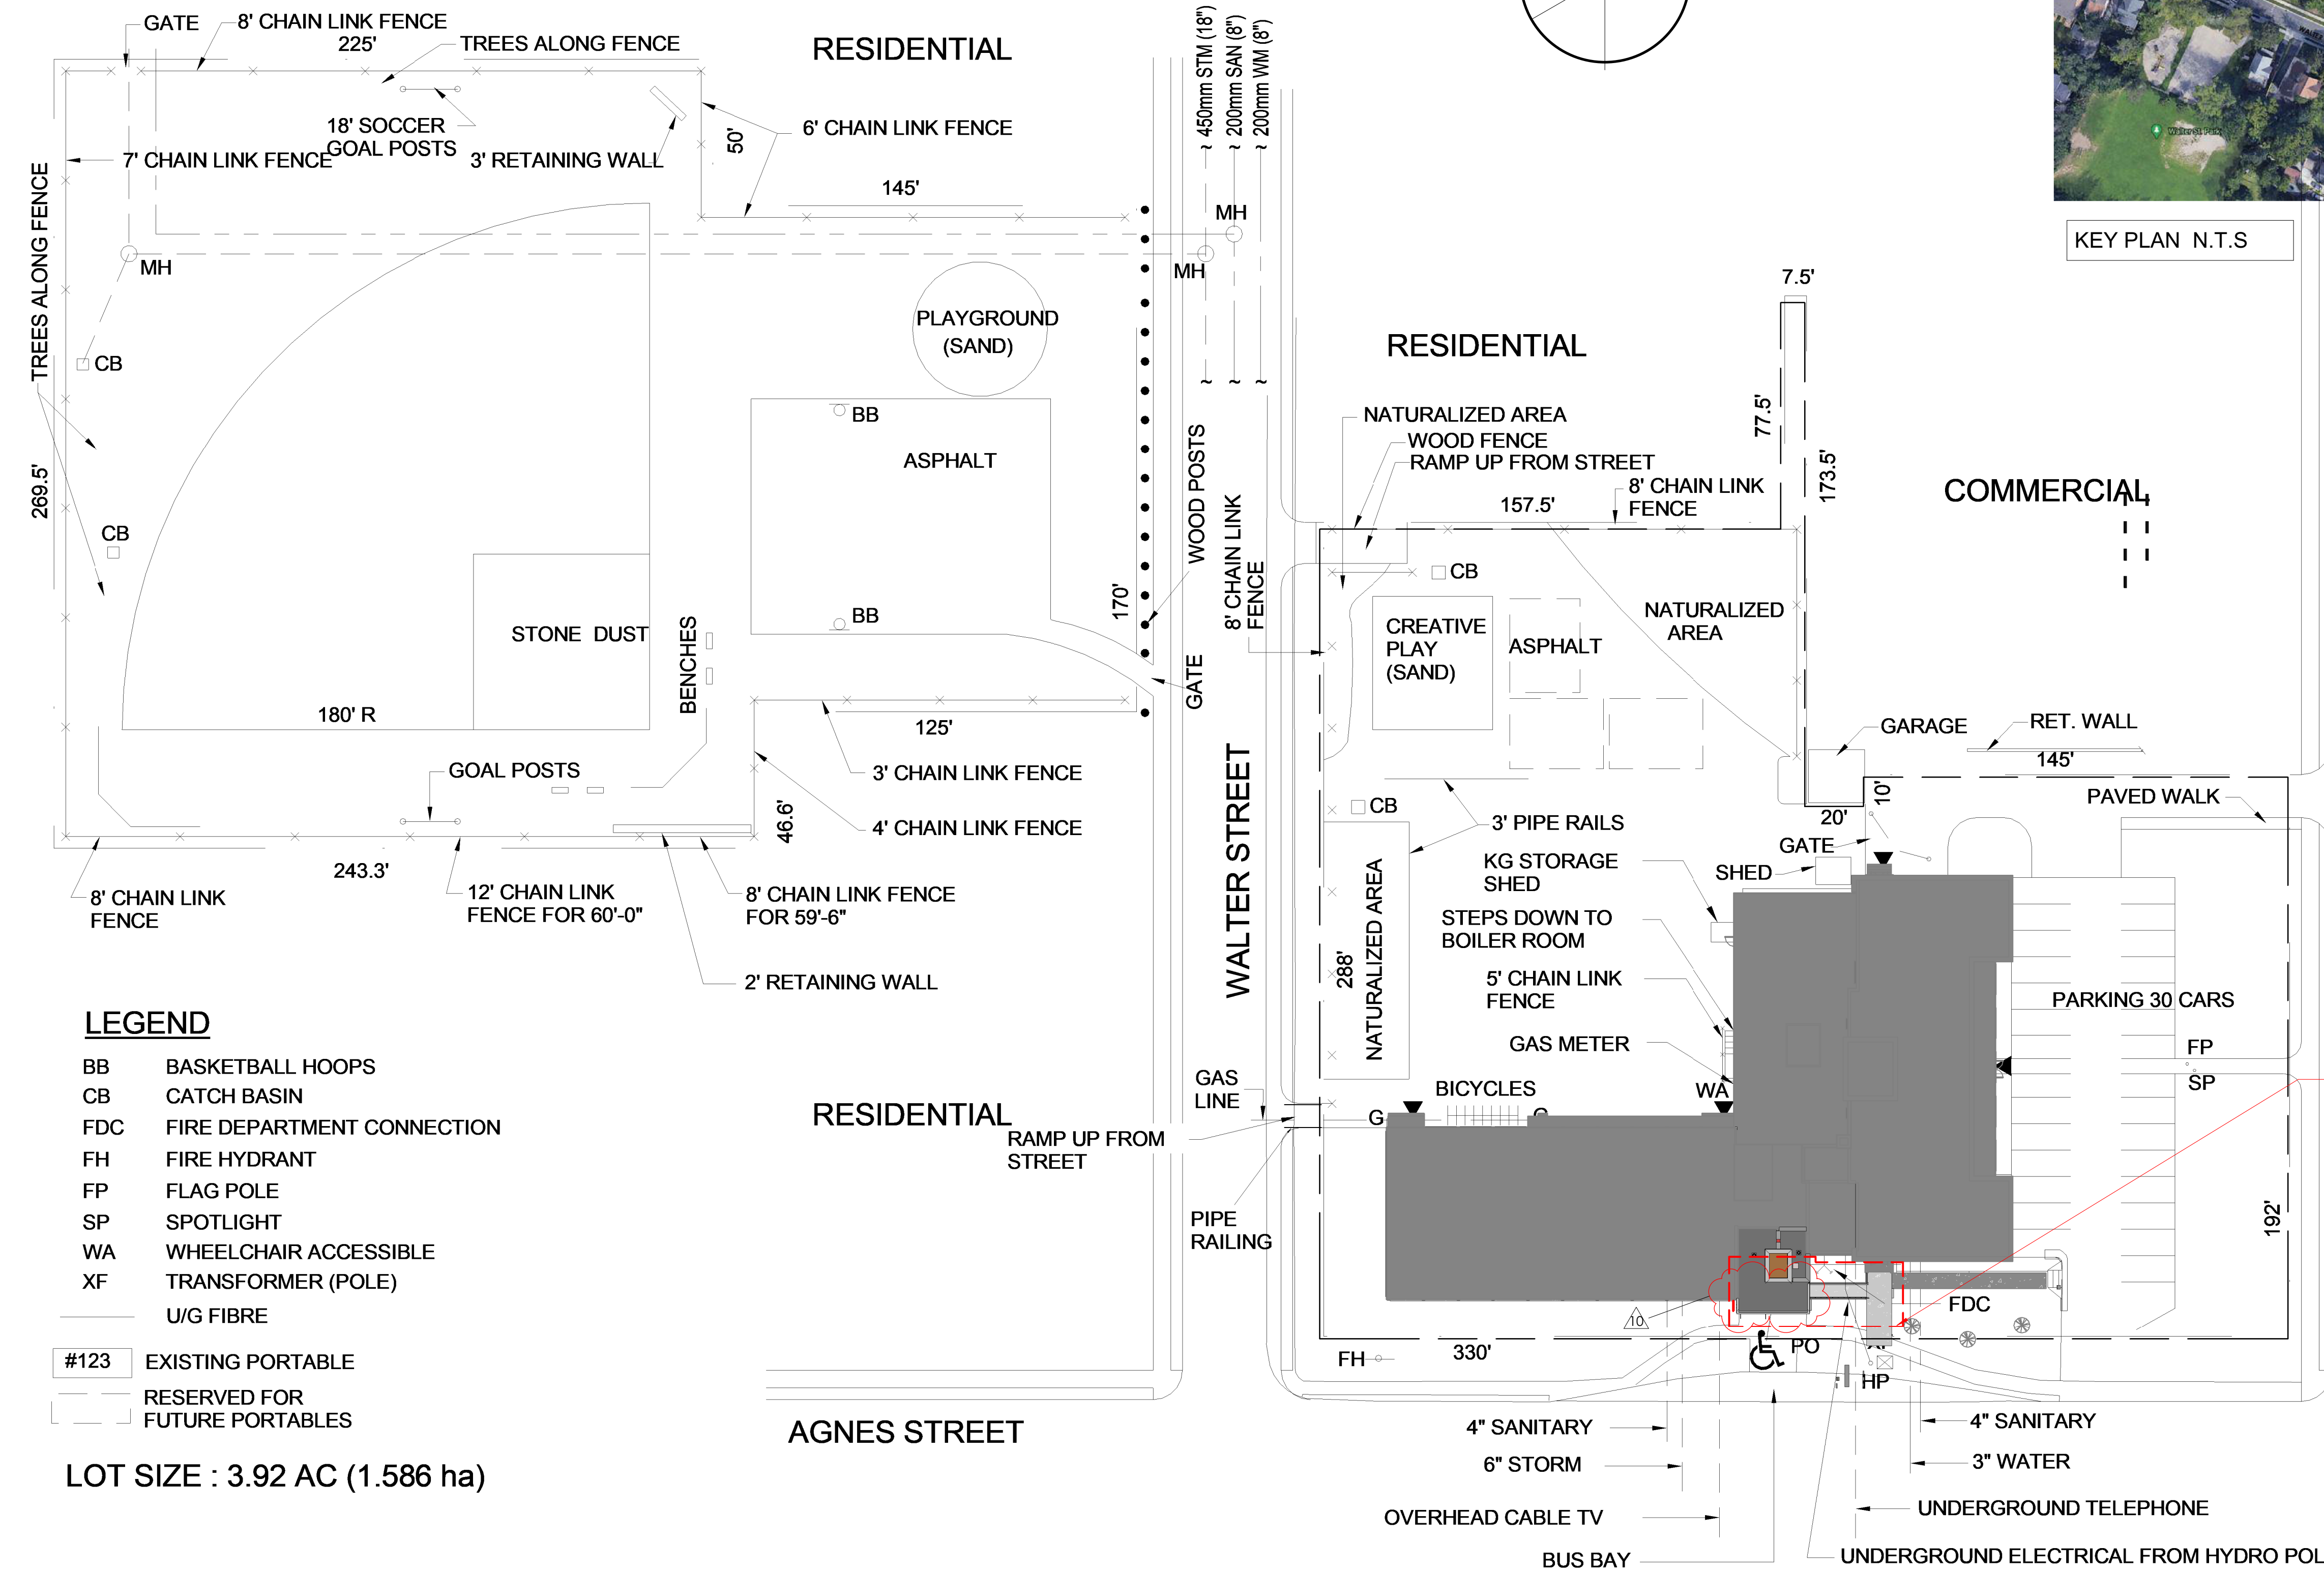 GATE
8' CHAIN LINK FENCE
225'
TREES ALONG FENCE
RESIDENTIAL
18' SOCCER
GOAL POSTS
7' CHAIN LINK FENCE
3' RETAINING WALL
6' CHAIN LINK FENCE
50'
145'
450mm STM (18")
200mm SAN (8")
200mm WM (8")
MH
MH
MH
TREES ALONG FENCE
CB
CB
269.5'
PLAYGROUND
(SAND)
BB
ASPHALT
BB
STONE DUST
BENCHES
180' R
170'
WOOD POSTS
GATE
8' CHAIN LINK
FENCE
125'
3' CHAIN LINK FENCE
4' CHAIN LINK FENCE
46.6'
GOAL POSTS
243.3'
8' CHAIN LINK
FENCE
12' CHAIN LINK
FENCE FOR 60'-0"
8' CHAIN LINK FENCE
FOR 59'-6"
2' RETAINING WALL
WALTER STREET
Walter St. Park
KEY PLAN N.T.S
7.5'
RESIDENTIAL
77.5'
173.5'
COMMERCIAL
NATURALIZED AREA
WOOD FENCE
RAMP UP FROM STREET
157.5'
8' CHAIN LINK
FENCE
CB
CREATIVE
PLAY
(SAND)
ASPHALT
NATURALIZED
AREA
GARAGE
RET. WALL
145'
10'
20'
PAVED WALK
GATE
SHED
CB
3' PIPE RAILS
KG STORAGE
SHED
STEPS DOWN TO
BOILER ROOM
5' CHAIN LINK
FENCE
GAS METER
288'
NATURALIZED AREA
PARKING 30 CARS
FP
SP
192'
WA
BICYCLES
G
GAS
LINE
RAMP UP FROM
STREET
PIPE
RAILING
RESIDENTIAL
LEGEND
BB BASKETBALL HOOPS
CB CATCH BASIN
FDC FIRE DEPARTMENT CONNECTION
FH FIRE HYDRANT
FP FLAG POLE
SP SPOTLIGHT
WA WHEELCHAIR ACCESSIBLE
XF TRANSFORMER (POLE)
U/G FIBRE
#123 EXISTING PORTABLE
RESERVED FOR
FUTURE PORTABLES
LOT SIZE : 3.92 AC (1.586 ha)
AGNES STREET
10
FDC
PO
HP
FH
330'
4" SANITARY
6" STORM
OVERHEAD CABLE TV
BUS BAY
4" SANITARY
3" WATER
UNDERGROUND TELEPHONE
UNDERGROUND ELECTRICAL FROM HYDRO POL